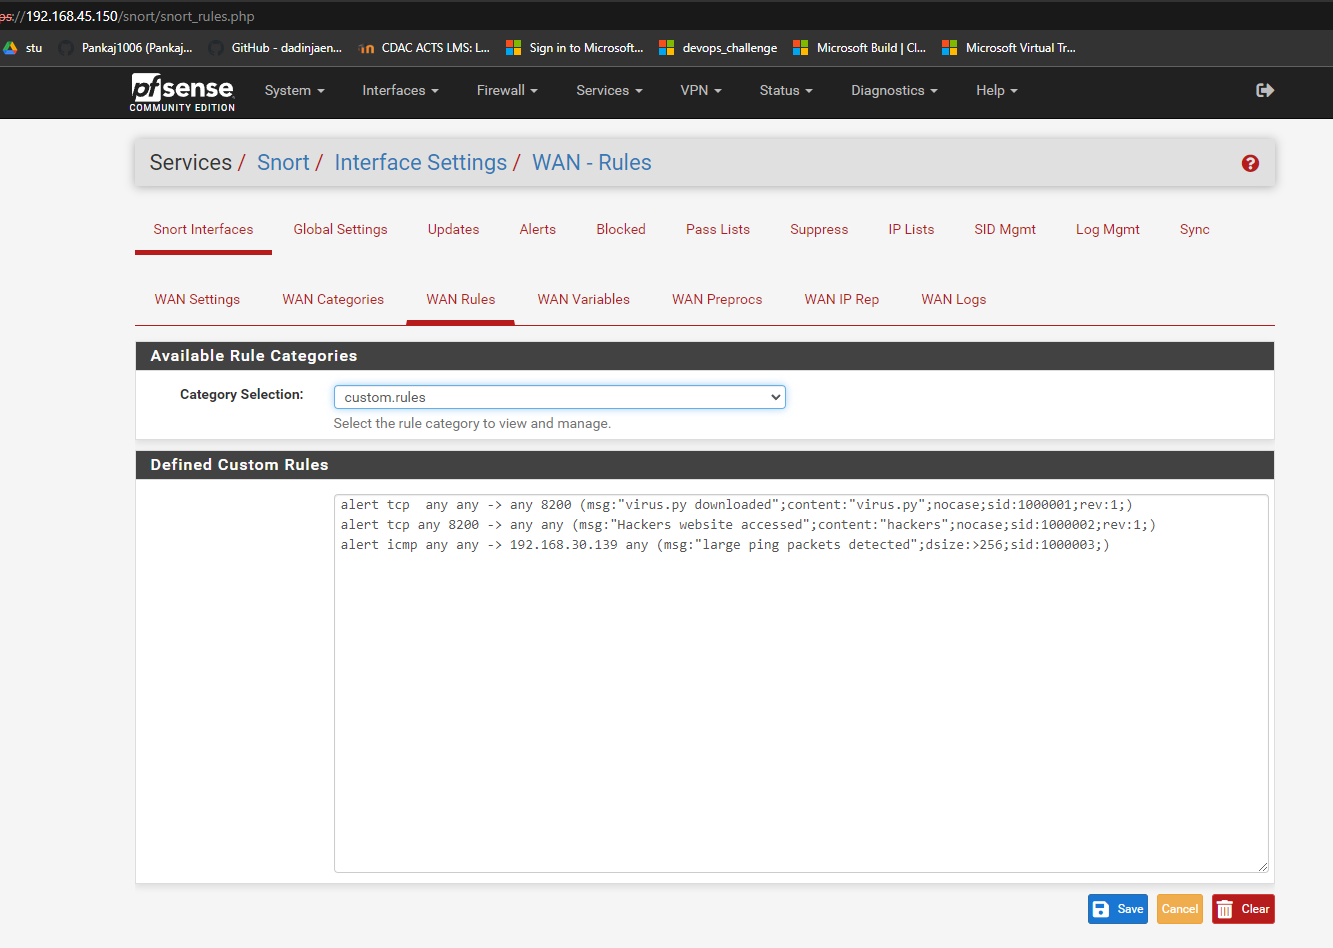 ps://192.168.45.150/snort/snort_rules.php
stu Pankaj1006 (Pankaj... GitHub - dadinjaen... CDAC ACTS LMS: L... Sign in to Microsoft... devops_challenge Microsoft Build | Cl... Microsoft Virtual Tr...
pfsense COMMUNITY EDITION System Interfaces Firewall Services VPN Status Diagnostics Help
Services / Snort / Interface Settings / WAN - Rules
Snort Interfaces Global Settings Updates Alerts Blocked Pass Lists Suppress IP Lists SID Mgmt Log Mgmt Sync
WAN Settings WAN Categories WAN Rules WAN Variables WAN Preprocs WAN IP Rep WAN Logs
Available Rule Categories
Category Selection: custom.rules
Select the rule category to view and manage.
Defined Custom Rules
alert tcp  any any -> any 8200 (msg:"virus.py downloaded";content:"virus.py";nocase;sid:1000001;rev:1;)
alert tcp any 8200 -> any any (msg:"Hackers website accessed";content:"hackers";nocase;sid:1000002;rev:1;)
alert icmp any any -> 192.168.30.139 any (msg:"large ping packets detected";dsize:>256;sid:1000003;)
Save Cancel Clear